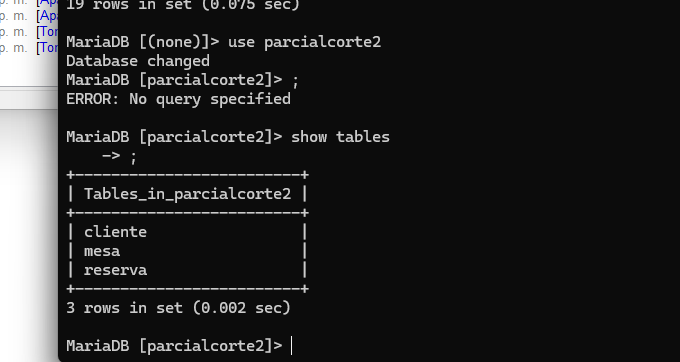 19 rows in set (0.075 sec)
p. m. [Apa
p. m. [Tor
p. m. [Tor
MariaDB [(none)]> use parcialcorte2
Database changed
MariaDB [parcialcorte2]> ;
ERROR: No query specified
MariaDB [parcialcorte2]> show tables
    -> ;
+-------------------------+
| Tables_in_parcialcorte2 |
+-------------------------+
| cliente                 |
| mesa                    |
| reserva                 |
+-------------------------+
3 rows in set (0.002 sec)
MariaDB [parcialcorte2]>